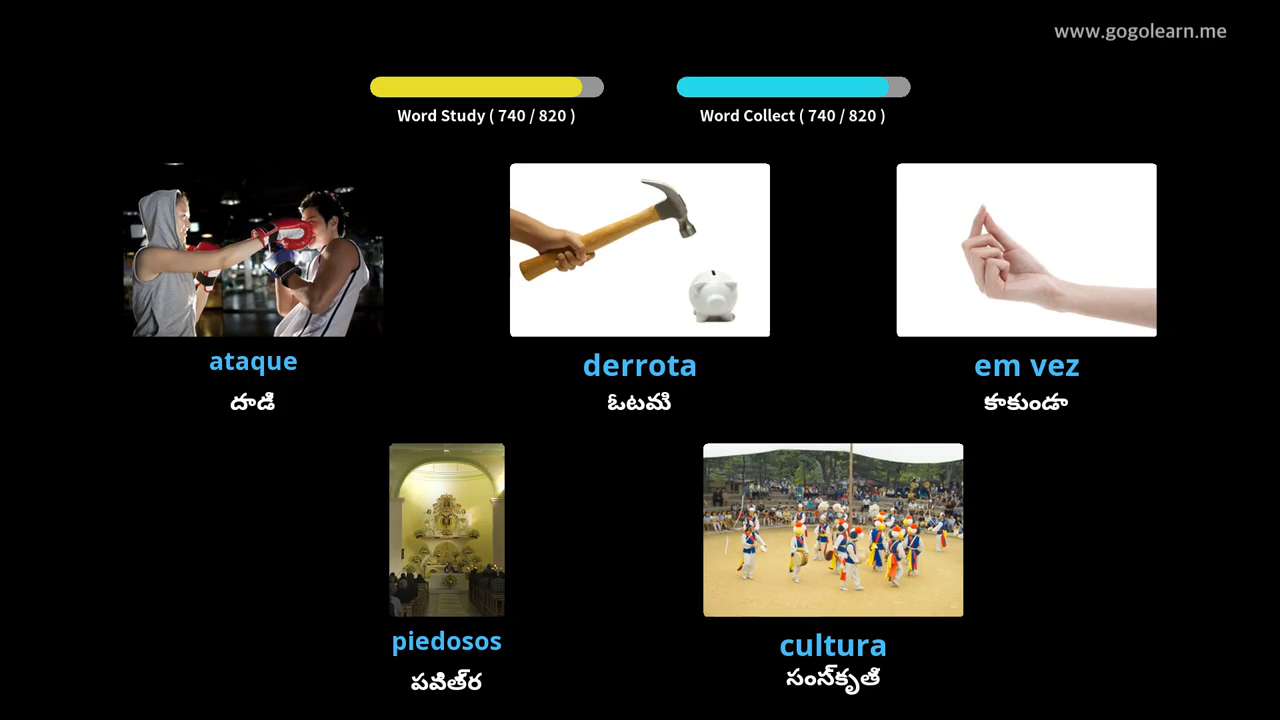 www.gogolearn.me
Word Study ( 740 / 820 )
Word Collect ( 740 / 820 )
ataque
దాడి
derrota
ఓటమి
em vez
కాకుండా
piedosos
పవిత్ర
cultura
సంస్కృతి